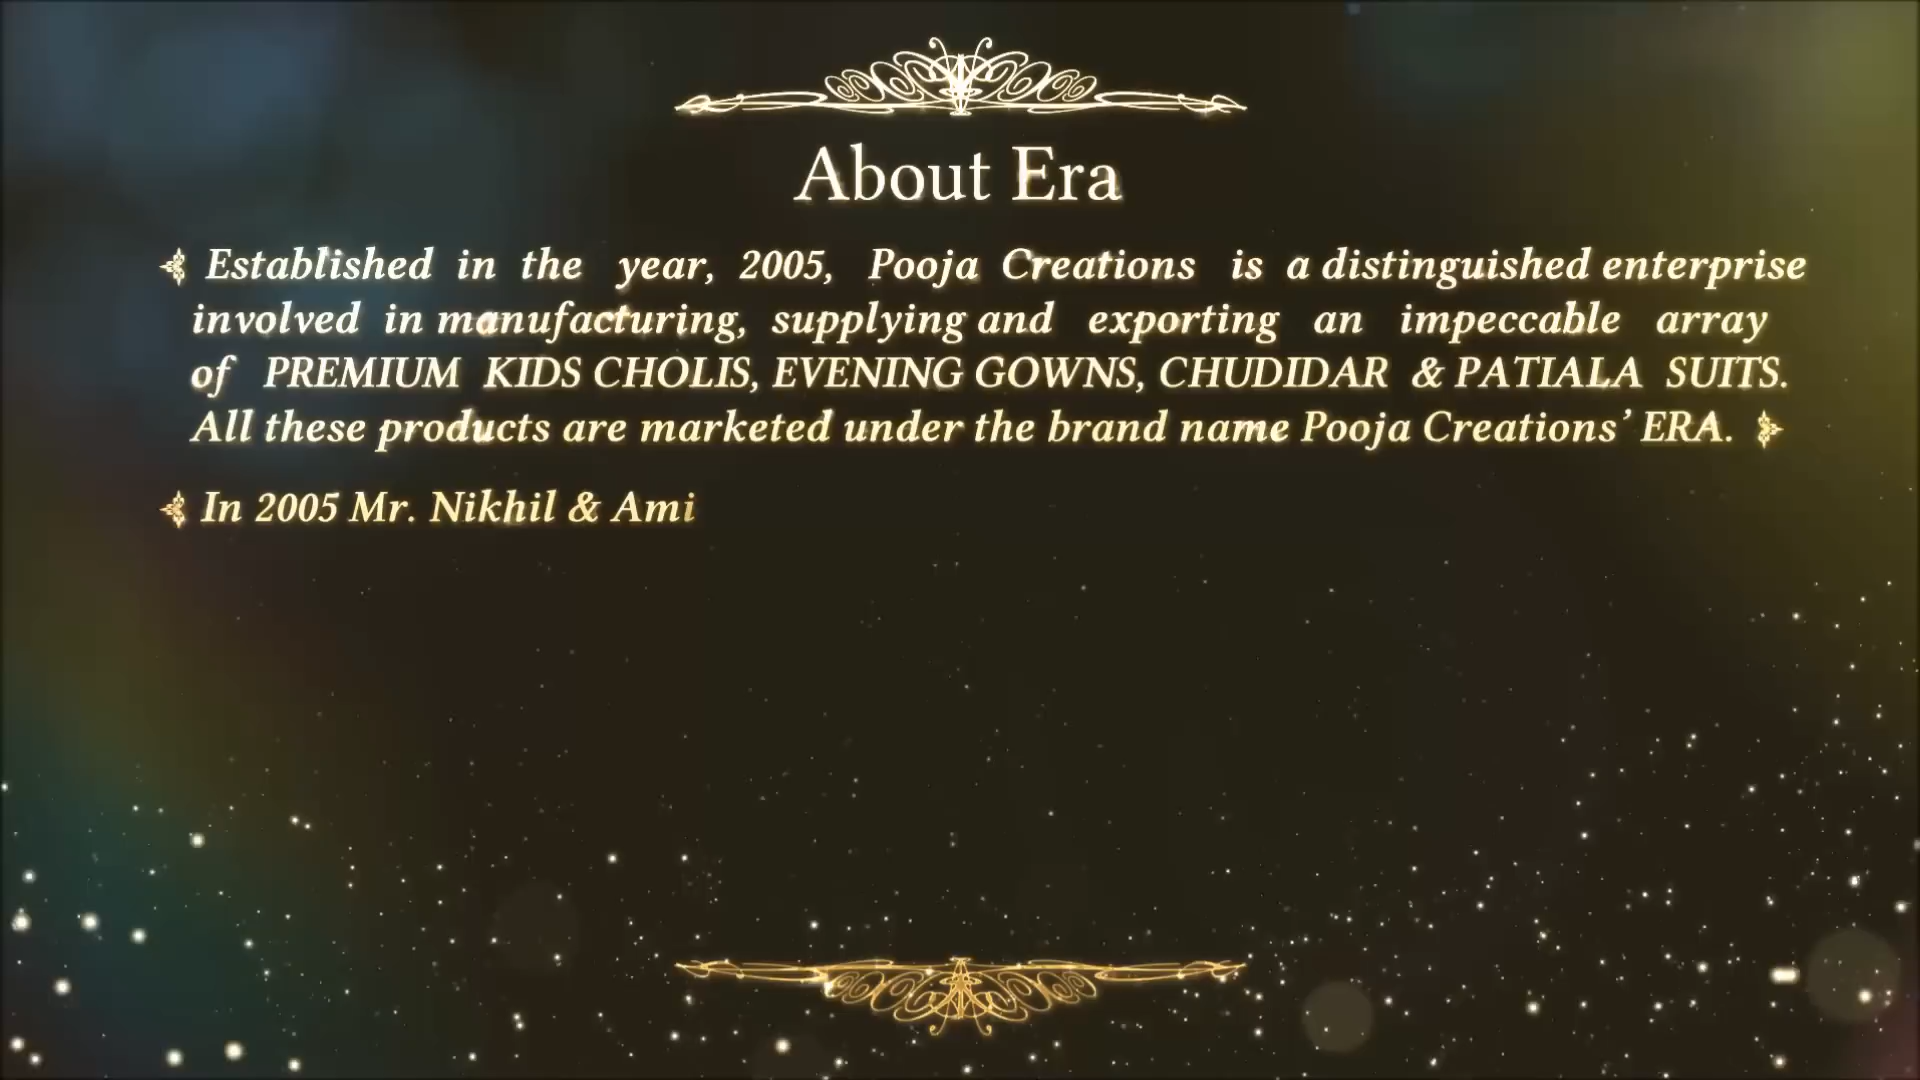 About Era
Established in the year, 2005, Pooja Creations is a distinguished enterprise
involved in manufacturing, supplying and exporting an impeccable array
of PREMIUM KIDS CHOLIS, EVENING GOWNS, CHUDIDAR & PATIALA SUITS.
All these products are marketed under the brand name Pooja Creations’ ERA.
In 2005 Mr. Nikhil & Ami